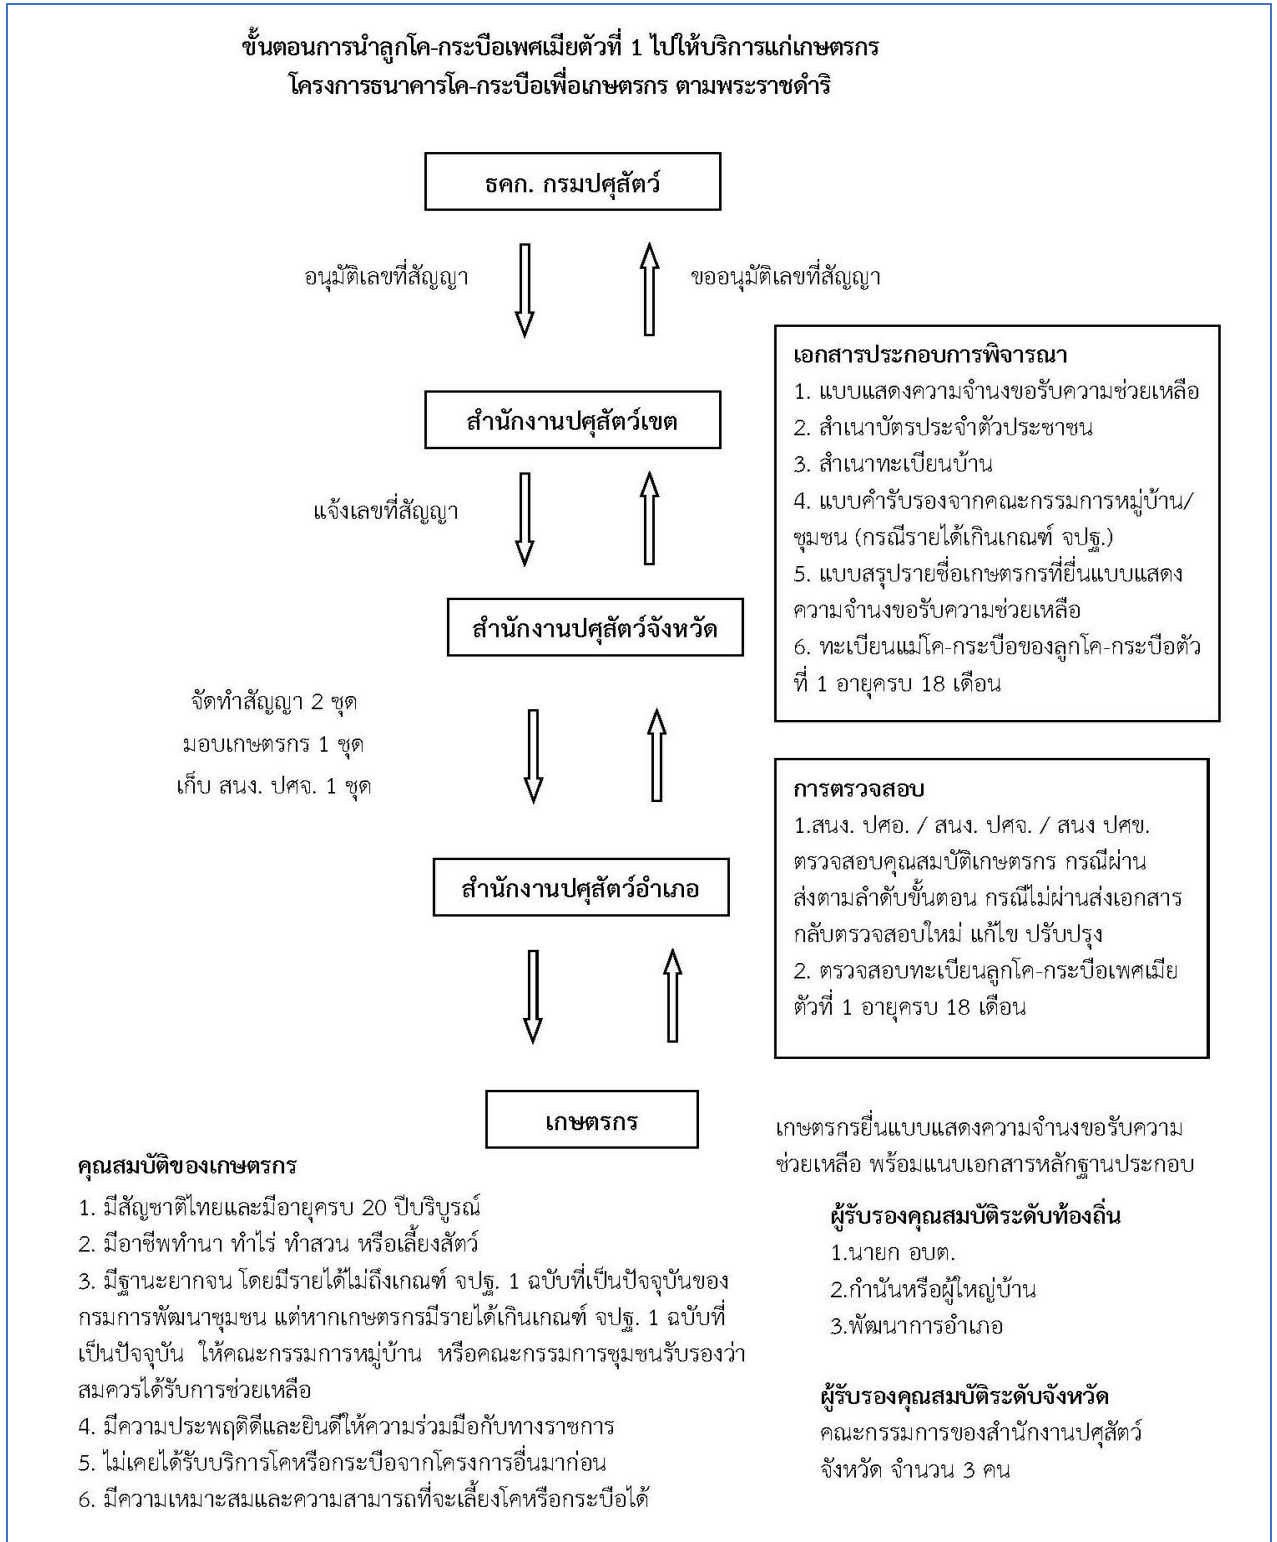 ขั้นตอนการนำลูกโค-กระบือเพศเมียตัวที่ 1 ไปให้บริการแก่เกษตรกร
โครงการธนาคารโค-กระบือเพื่อเกษตรกร ตามพระราชดำริ
ธคก. กรมปศุสัตว์
อนุมัติเลขที่สัญญา
ขออนุมัติเลขที่สัญญา
สำนักงานปศุสัตว์เขต
แจ้งเลขที่สัญญา
สำนักงานปศุสัตว์จังหวัด
เอกสารประกอบการพิจารณา
1. แบบแสดงความจำนงขอรับความช่วยเหลือ
2. สำเนาบัตรประจำตัวประชาชน
3. สำเนาทะเบียนบ้าน
4. แบบคำรับรองจากคณะกรรมการหมู่บ้าน/
ชุมชน (กรณีรายได้เกินเกณฑ์ จปฐ.)
5. แบบสรุปรายชื่อเกษตรกรที่ยื่นแบบแสดง
ความจำนงขอรับความช่วยเหลือ
6. ทะเบียนแม่โค-กระบือของลูกโค-กระบือตัว
ที่ 1 อายุครบ 18 เดือน
จัดทำสัญญา 2 ชุด
มอบเกษตรกร 1 ชุด
เก็บ สนง. ปศจ. 1 ชุด
สำนักงานปศุสัตว์อำเภอ
การตรวจสอบ
1.สนง. ปศอ. / สนง. ปศจ. / สนง ปศข.
ตรวจสอบคุณสมบัติเกษตรกร กรณีผ่าน
ส่งตามลำดับขั้นตอน กรณีไม่ผ่านส่งเอกสาร
กลับตรวจสอบใหม่ แก้ไข ปรับปรุง
2. ตรวจสอบทะเบียนลูกโค-กระบือเพศเมีย
ตัวที่ 1 อายุครบ 18 เดือน
เกษตรกร
เกษตรกรยื่นแบบแสดงความจำนงขอรับความ
ช่วยเหลือ พร้อมแนบเอกสารหลักฐานประกอบ
คุณสมบัติของเกษตรกร
1. มีสัญชาติไทยและมีอายุครบ 20 ปีบริบูรณ์
2. มีอาชีพทำนา ทำไร่ ทำสวน หรือเลี้ยงสัตว์
3. มีฐานะยากจน โดยมีรายได้ไม่ถึงเกณฑ์ จปฐ. 1 ฉบับที่เป็นปัจจุบันของ
กรมการพัฒนาชุมชน แต่หากเกษตรกรมีรายได้เกินเกณฑ์ จปฐ. 1 ฉบับที่
เป็นปัจจุบัน ให้คณะกรรมการหมู่บ้าน หรือคณะกรรมการชุมชนรับรองว่า
สมควรได้รับการช่วยเหลือ
4. มีความประพฤติดีและยินดีให้ความร่วมมือกับทางราชการ
5. ไม่เคยได้รับบริการโคหรือกระบือจากโครงการอื่นมาก่อน
6. มีความเหมาะสมและความสามารถที่จะเลี้ยงโคหรือกระบือได้
ผู้รับรองคุณสมบัติระดับท้องถิ่น
1.นายก อบต.
2.กำนันหรือผู้ใหญ่บ้าน
3.พัฒนาการอำเภอ
ผู้รับรองคุณสมบัติระดับจังหวัด
คณะกรรมการของสำนักงานปศุสัตว์
จังหวัด จำนวน 3 คน